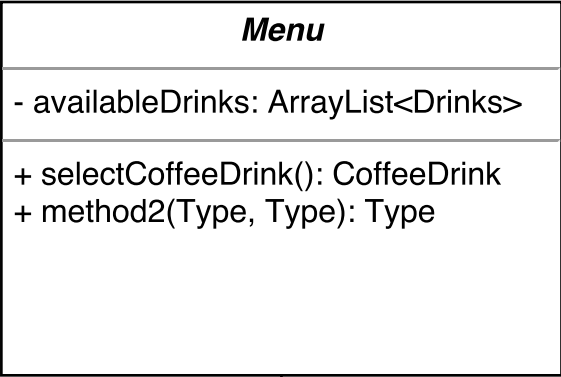 Menu
- availableDrinks: ArrayList<Drinks>
+ selectCoffeeDrink(): CoffeeDrink
+ method2(Type, Type): Type